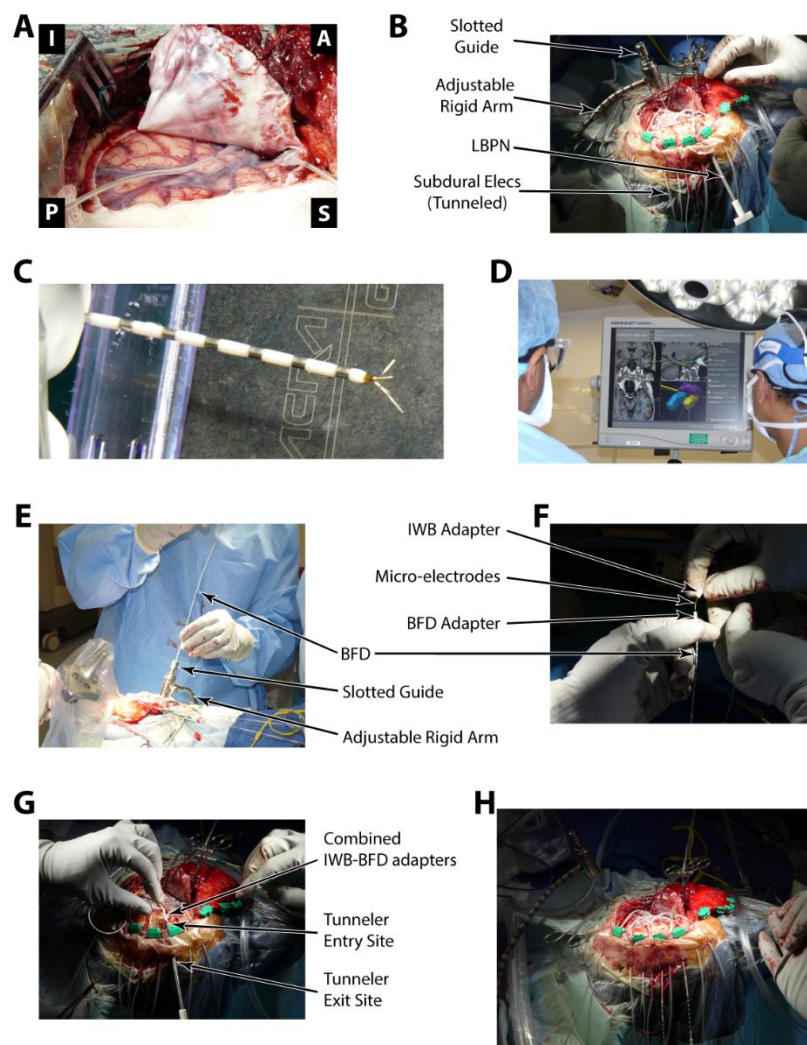 A
I
A
P
S
B
Slotted
Guide
Adjustable
Rigid Arm
LBPN
Subdural Elecs
(Tunneled)
C
D
E
BFD
Slotted Guide
Adjustable Rigid Arm
F
IWB Adapter
Micro-electrodes
BFD Adapter
G
Combined
IWB-BFD adapters
Tunneler
Entry Site
Tunneler
Exit Site
H